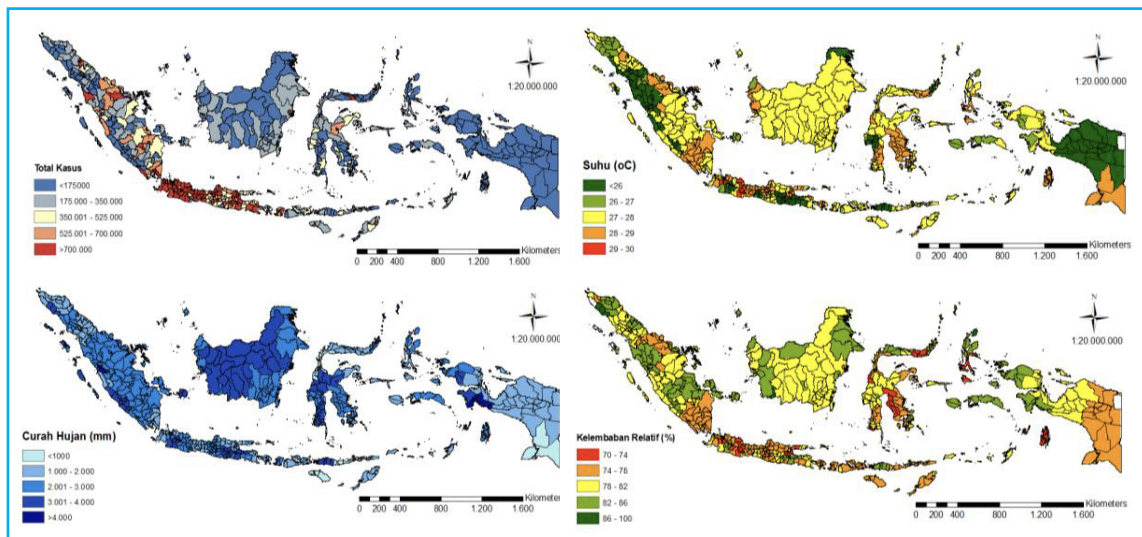 N
1:20.000.000
Total Kasus
<175000
175.000 - 350.000
350.001 - 525.000
525.001 - 700.000
>700.000
Kilometers
0 200 400 800 1.200 1.600
N
1:20.000.000
Suhu (oC)
<26
26 - 27
27 - 28
28 - 29
29 - 30
Kilometers
0 200 400 800 1.200 1.600
N
1:20.000.000
Curah Hujan (mm)
<1000
1.000 - 2.000
2.001 - 3.000
3.001 - 4.000
>4.000
Kilometers
0 200 400 800 1.200 1.600
N
1:20.000.000
Kelembaban Relatif (%)
70 - 74
74 - 78
78 - 82
82 - 86
86 - 100
Kilometers
0 200 400 800 1.200 1.600